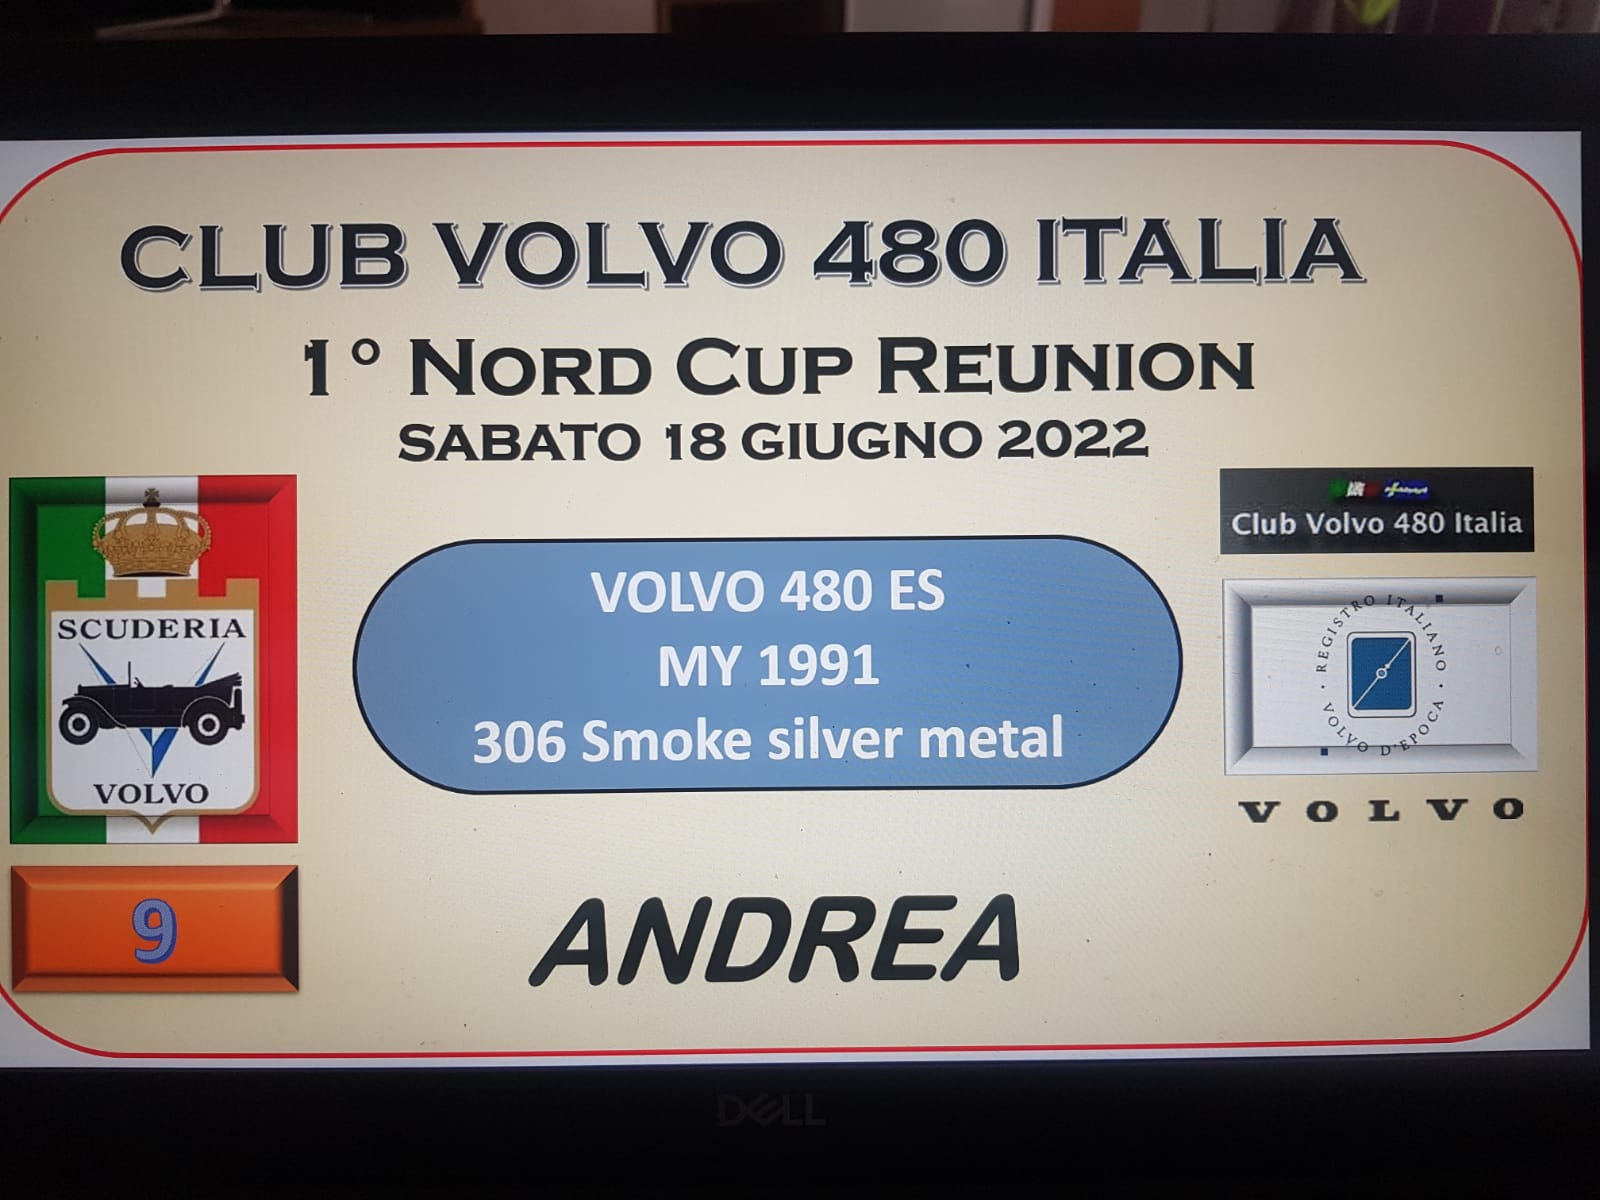 CLUB VOLVO 480 ITALIA
1° NORD CUP REUNION
SABATO 18 GIUGNO 2022
SCUDERIA
VOLVO
VOLVO 480 ES
MY 1991
306 Smoke silver metal
Club Volvo 480 Italia
REGISTRO ITALIANO
VOLVO D'EPOCA
VOLVO
9
ANDREA
DELL